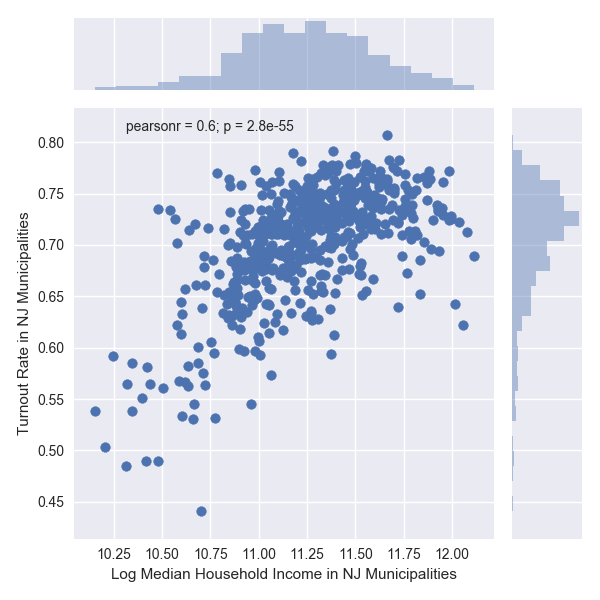 pearsonr = 0.6; p = 2.8e-55
0.80
0.75
0.70
0.65
0.60
0.55
0.50
0.45
Turnout Rate in NJ Municipalities
10.25 10.50 10.75 11.00 11.25 11.50 11.75 12.00
Log Median Household Income in NJ Municipalities